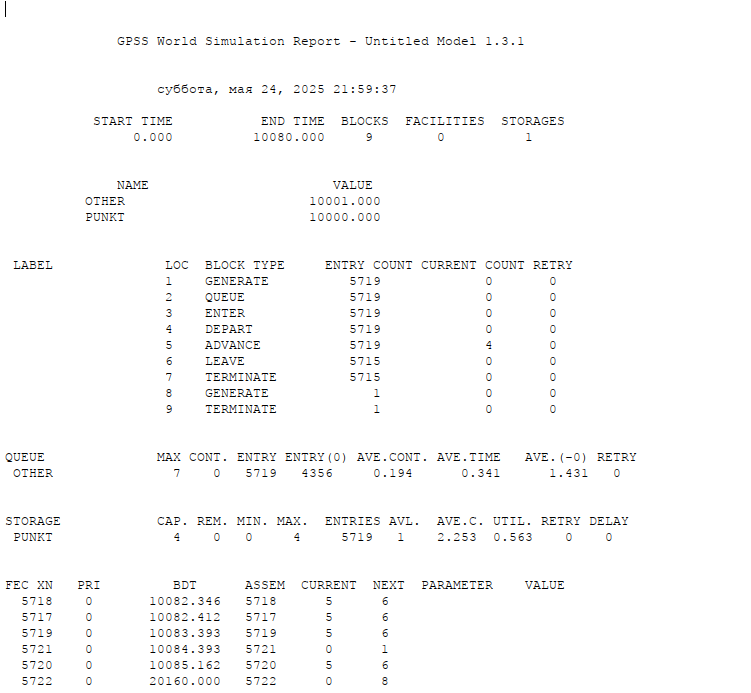 GPSS World Simulation Report - Untitled Model 1.3.1
суббота, мая 24, 2025 21:59:37
START TIME END TIME BLOCKS FACILITIES STORAGES
0.000 10080.000 9 0 1
NAME VALUE
OTHER 10001.000
PUNKT 10000.000
LABEL LOC BLOCK TYPE ENTRY COUNT CURRENT COUNT RETRY
1 GENERATE 5719 0 0
2 QUEUE 5719 0 0
3 ENTER 5719 0 0
4 DEPART 5719 0 0
5 ADVANCE 5719 4 0
6 LEAVE 5715 0 0
7 TERMINATE 5715 0 0
8 GENERATE 1 0 0
9 TERMINATE 1 0 0
QUEUE MAX CONT. ENTRY ENTRY(0) AVE.CONT. AVE.TIME AVE.(-0) RETRY
OTHER 7 0 5719 4356 0.194 0.341 1.431 0
STORAGE CAP. REM. MIN. MAX. ENTRIES AVL. AVE.C. UTIL. RETRY DELAY
PUNKT 4 0 0 4 5719 1 2.253 0.563 0 0
FEC XN PRI BDT ASSEM CURRENT NEXT PARAMETER VALUE
5718 0 10082.346 5718 5 6
5717 0 10082.412 5717 5 6
5719 0 10083.393 5719 5 6
5721 0 10084.393 5721 0 1
5720 0 10085.162 5720 5 6
5722 0 20160.000 5722 0 8